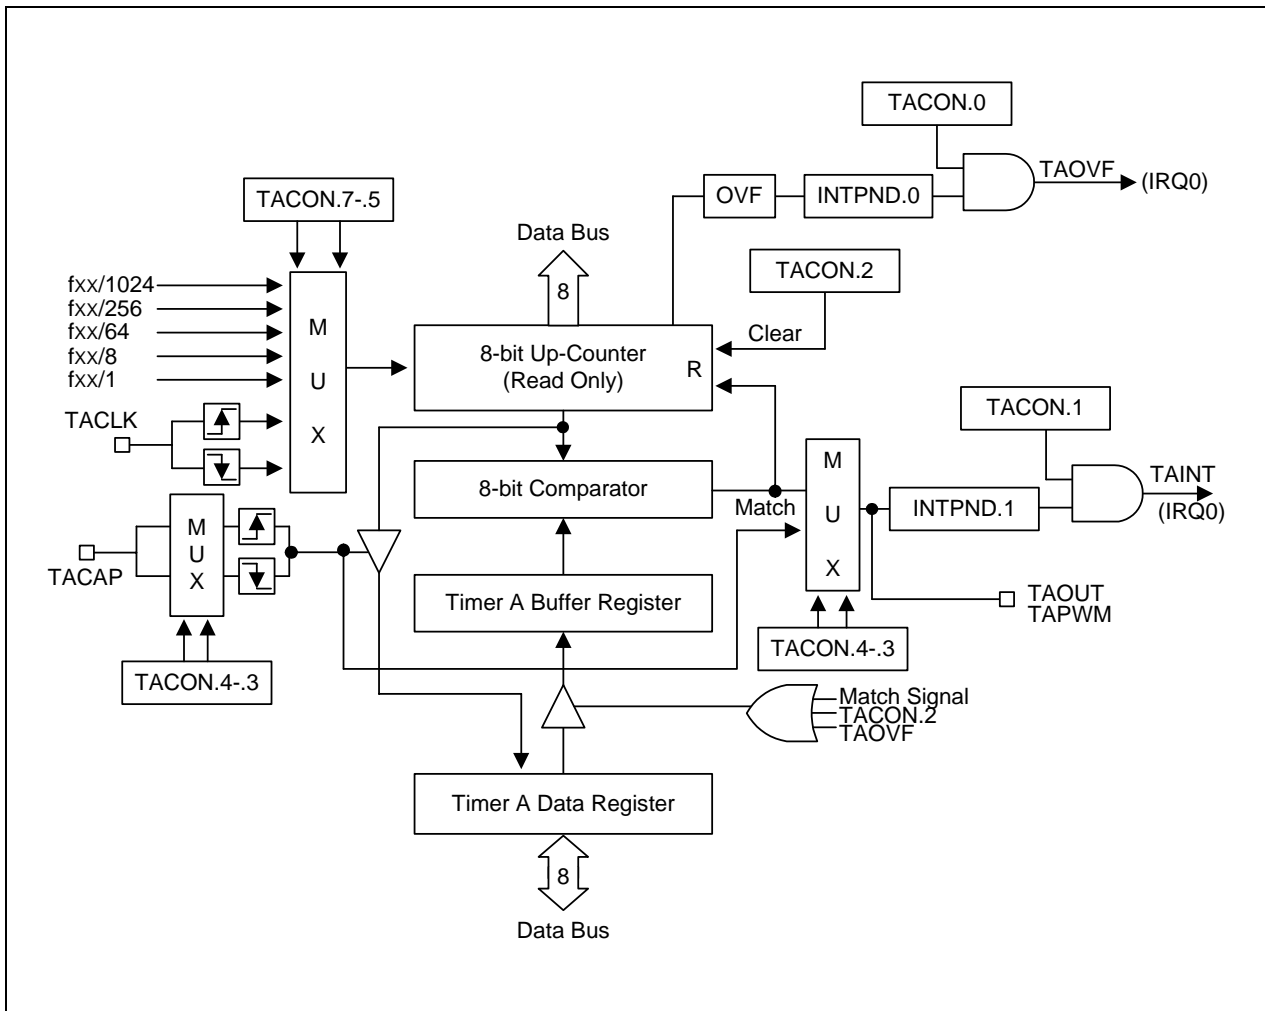 TACON.0
TAOVF
(IRQ0)
OVF
INTPND.0
TACON.7-.5
Data Bus
8
TACON.2
Clear
fxx/1024
fxx/256
fxx/64
fxx/8
fxx/1
M
U
X
8-bit Up-Counter
(Read Only)
R
TACLK
TACON.1
8-bit Comparator
Match
M
U
X
INTPND.1
TAINT
(IRQ0)
M
U
X
TACAP
Timer A Buffer Register
TAOUT
TAPWM
TACON.4-.3
TACON.4-.3
Match Signal
TACON.2
TAOVF
Timer A Data Register
8
Data Bus